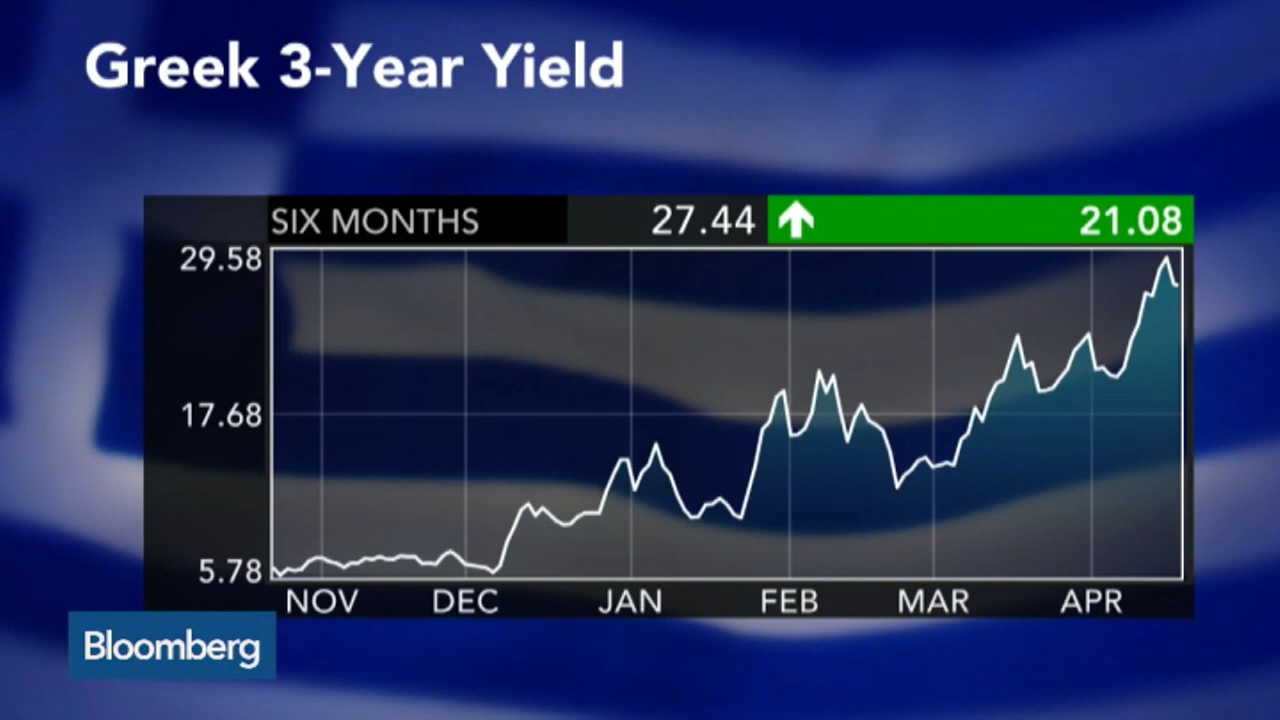 Greek 3-Year Yield
SIX MONTHS 27.44 21.08
29.58
17.68
5.78
NOV DEC JAN FEB MAR APR
Bloomberg